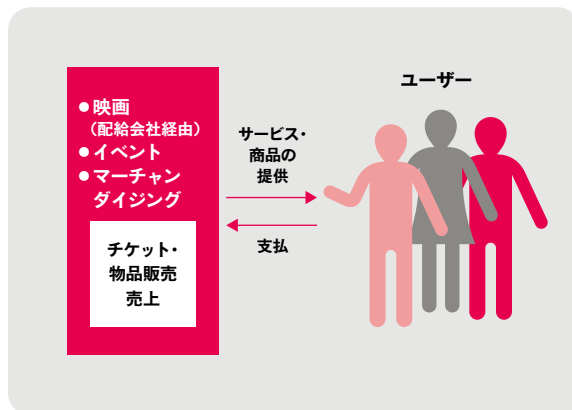 ●映画
(配給会社経由)
●イベント
●マーチャン
ダイジング
チケット・
物品販売
売上
サービス・
商品の
提供
支払
ユーザー